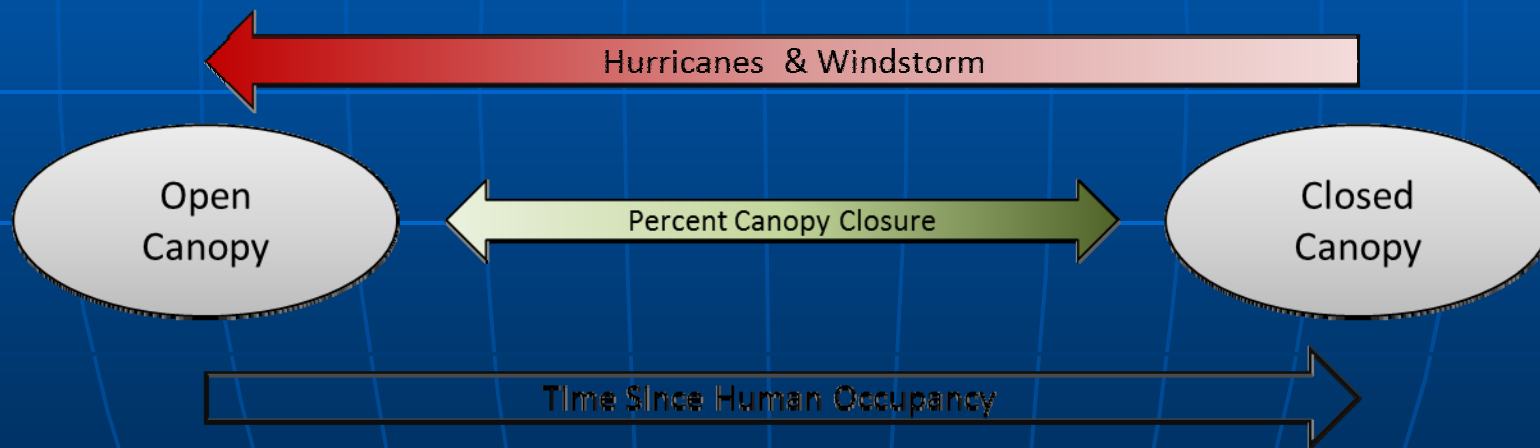 Hurricanes & Windstorm
Open
Canopy
Percent Canopy Closure
Closed
Canopy
Time Since Human Occupancy